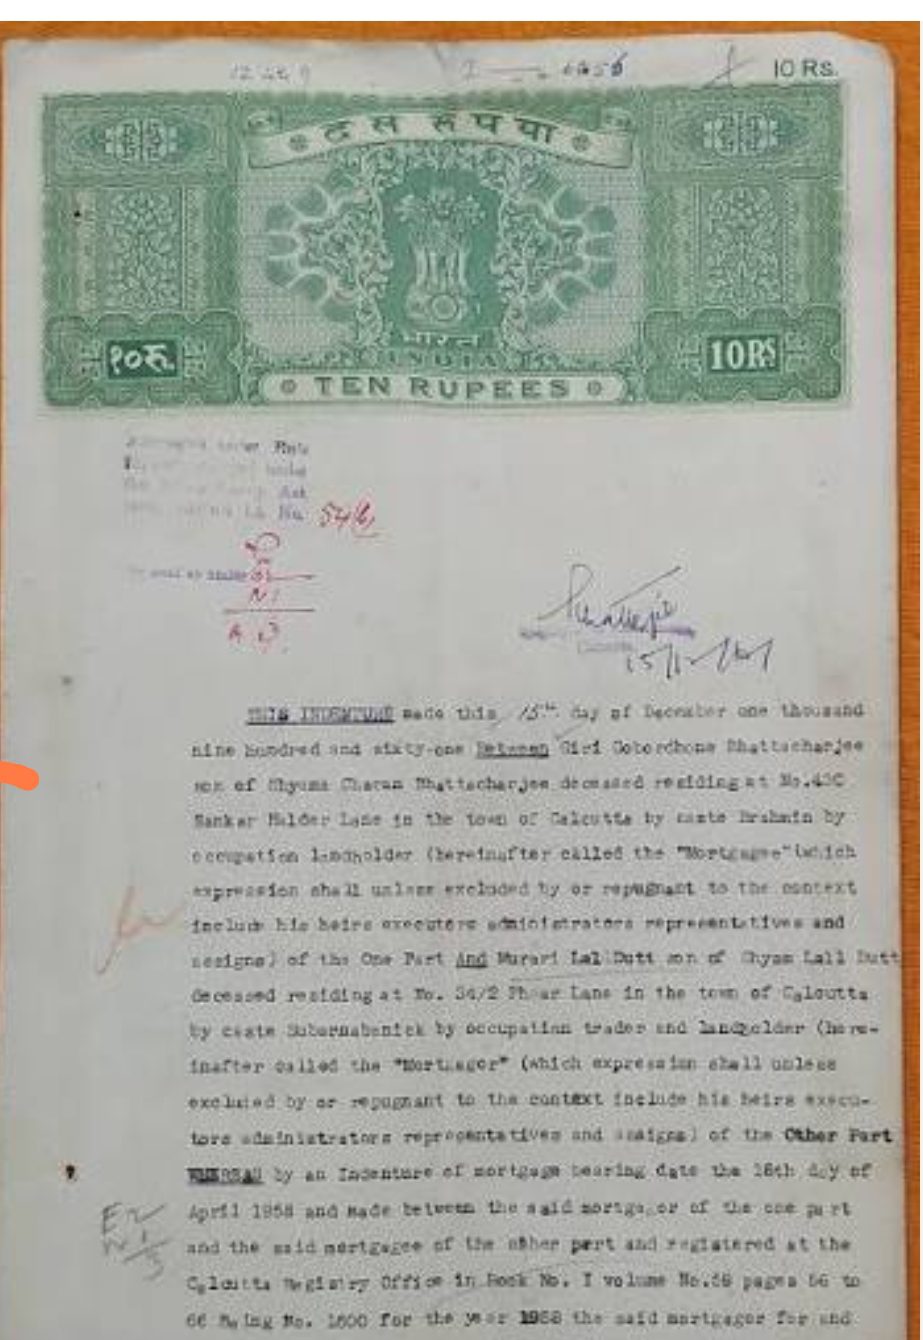 10 Rs.
दस रुपया
भारत
INDIA
१०रु.
10RS
TEN RUPEES
Rule
Act
No. 54(6)
N1
15/12/61
THIS INDENTURE made this 15th day of December one thousand
nine hundred and sixty-one Between Giri Gobordhone Bhattacharjee
son of Shyama Charan Bhattacharjee deceased residing at No.43C
Sankar Halder Lane in the town of Calcutta by caste Brahmin by
occupation landholder (hereinafter called the "Mortgagee"(which
expression shall unless excluded by or repugnant to the context
include his heirs executors administrators representatives and
assigns) of the One Part And Murari Lal Dutt son of Shyam Lall Dutt
deceased residing at No. 34/2 Lane in the town of Calcutta
by caste Subarnabanick by occupation trader and landholder (here-
inafter called the "Mortgagor" (which expression shall unless
excluded by or repugnant to the context include his heirs execu-
tors administrators representatives and assigns) of the Other Part
WHEREAS by an Indenture of mortgage bearing date the 18th day of
April 1958 and made between the said mortgagor of the one part
and the said mortgagee of the other part and registered at the
Calcutta Registry Office in Book No. I volume No.58 pages 56 to
66 Being No. 1600 for the year 1958 the said mortgagor for and